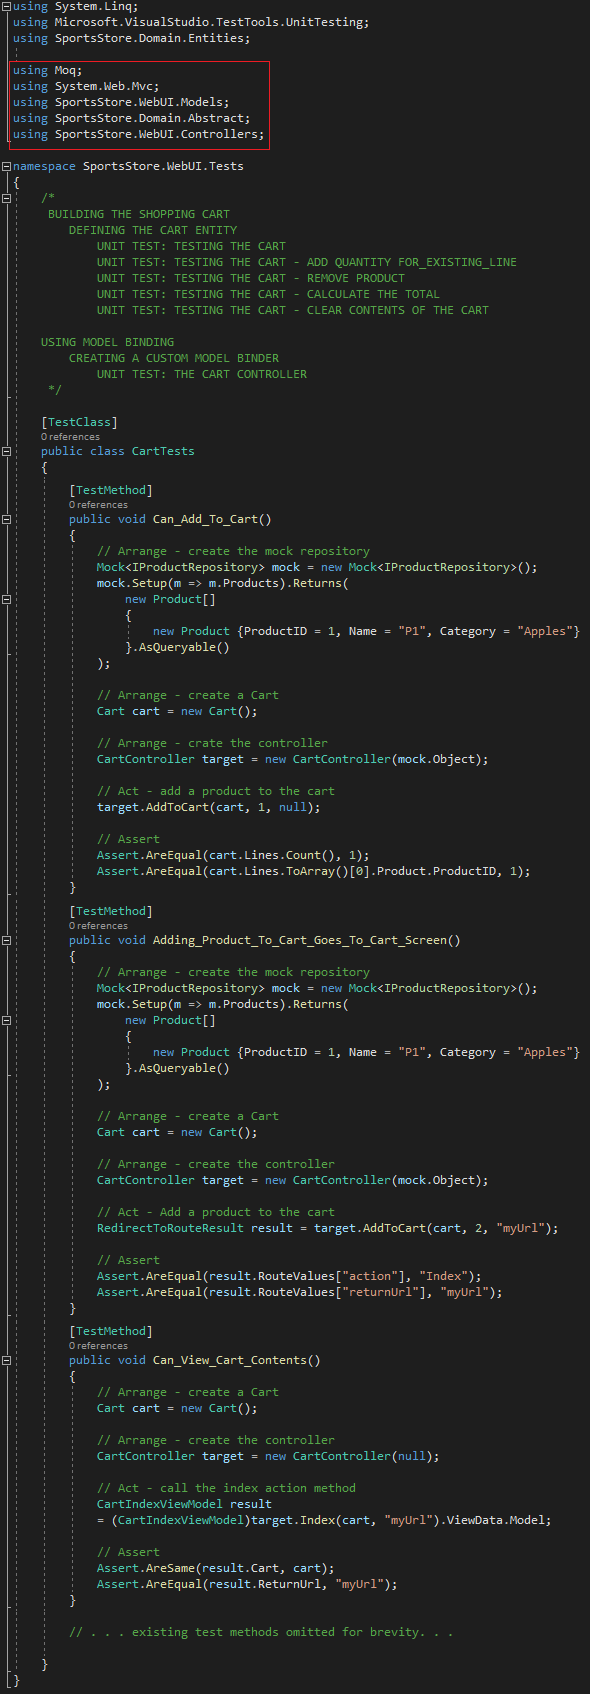 using System.Linq;
using Microsoft.VisualStudio.TestTools.UnitTesting;
using SportsStore.Domain.Entities;
using Moq;
using System.Web.Mvc;
using SportsStore.WebUI.Models;
using SportsStore.Domain.Abstract;
using SportsStore.WebUI.Controllers;
namespace SportsStore.WebUI.Tests
{
/*
BUILDING THE SHOPPING CART
DEFINING THE CART ENTITY
UNIT TEST: TESTING THE CART
UNIT TEST: TESTING THE CART - ADD QUANTITY FOR_EXISTING_LINE
UNIT TEST: TESTING THE CART - REMOVE PRODUCT
UNIT TEST: TESTING THE CART - CALCULATE THE TOTAL
UNIT TEST: TESTING THE CART - CLEAR CONTENTS OF THE CART
USING MODEL BINDING
CREATING A CUSTOM MODEL BINDER
UNIT TEST: THE CART CONTROLLER
*/
[TestClass]
0 references
public class CartTests
{
[TestMethod]
0 references
public void Can_Add_To_Cart()
{
// Arrange - create the mock repository
Mock<IProductRepository> mock = new Mock<IProductRepository>();
mock.Setup(m => m.Products).Returns(
new Product[]
{
new Product {ProductID = 1, Name = "P1", Category = "Apples"}
}.AsQueryable()
);
// Arrange - create a Cart
Cart cart = new Cart();
// Arrange - crate the controller
CartController target = new CartController(mock.Object);
// Act - add a product to the cart
target.AddToCart(cart, 1, null);
// Assert
Assert.AreEqual(cart.Lines.Count(), 1);
Assert.AreEqual(cart.Lines.ToArray()[0].Product.ProductID, 1);
}
[TestMethod]
0 references
public void Adding_Product_To_Cart_Goes_To_Cart_Screen()
{
// Arrange - create the mock repository
Mock<IProductRepository> mock = new Mock<IProductRepository>();
mock.Setup(m => m.Products).Returns(
new Product[]
{
new Product {ProductID = 1, Name = "P1", Category = "Apples"}
}.AsQueryable()
);
// Arrange - create a Cart
Cart cart = new Cart();
// Arrange - create the controller
CartController target = new CartController(mock.Object);
// Act - Add a product to the cart
RedirectToRouteResult result = target.AddToCart(cart, 2, "myUrl");
// Assert
Assert.AreEqual(result.RouteValues["action"], "Index");
Assert.AreEqual(result.RouteValues["returnUrl"], "myUrl");
}
[TestMethod]
0 references
public void Can_View_Cart_Contents()
{
// Arrange - create a Cart
Cart cart = new Cart();
// Arrange - create the controller
CartController target = new CartController(null);
// Act - call the index action method
CartIndexViewModel result
= (CartIndexViewModel)target.Index(cart, "myUrl").ViewData.Model;
// Assert
Assert.AreSame(result.Cart, cart);
Assert.AreEqual(result.ReturnUrl, "myUrl");
}
// . . . existing test methods omitted for brevity. . .
}
}